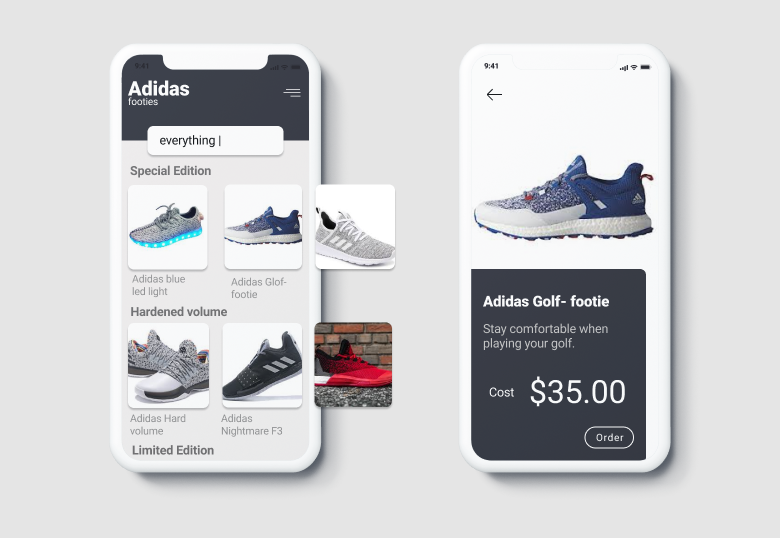 9:41
Adidas
footies
everything |
Special Edition
Adidas blue
led light
Adidas Glof-
footie
Hardened volume
Adidas Hard
volume
Adidas
Nightmare F3
Limited Edition
9:41
Adidas Golf- footie
Stay comfortable when
playing your golf.
Cost
$35.00
Order